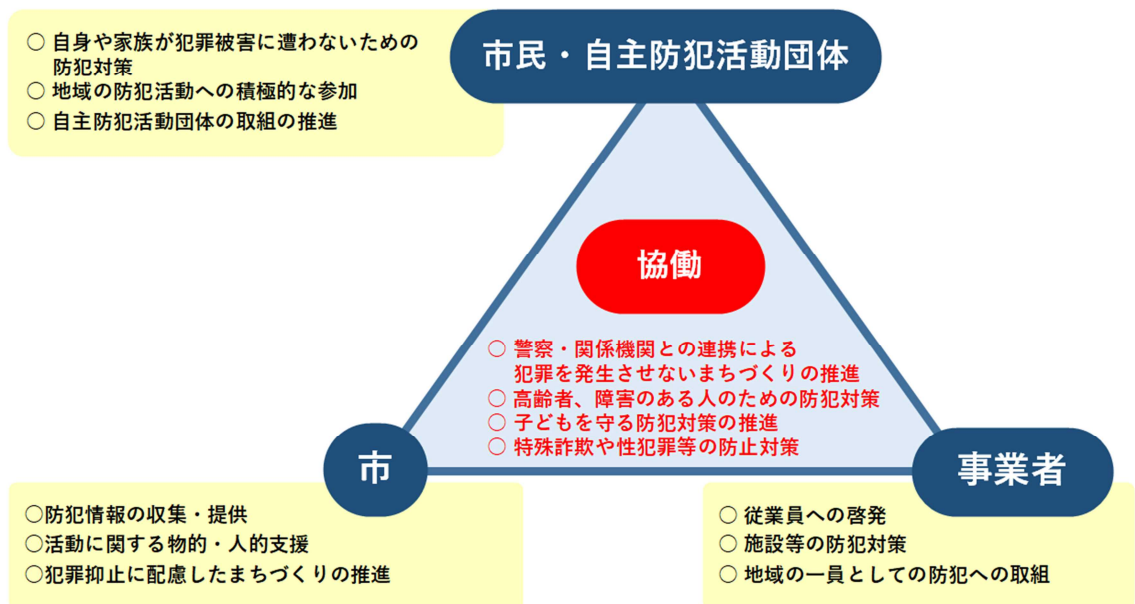 市民・自主防犯活動団体
○ 自身や家族が犯罪被害に遭わないための
防犯対策
○ 地域の防犯活動への積極的な参加
○ 自主防犯活動団体の取組の推進
協働
○ 警察・関係機関との連携による
犯罪を発生させないまちづくりの推進
○ 高齢者、障害のある人のための防犯対策
○ 子どもを守る防犯対策の推進
○ 特殊詐欺や性犯罪等の防止対策
市
○防犯情報の収集・提供
○活動に関する物的・人的支援
○犯罪抑止に配慮したまちづくりの推進
事業者
○ 従業員への啓発
○ 施設等の防犯対策
○ 地域の一員としての防犯への取組